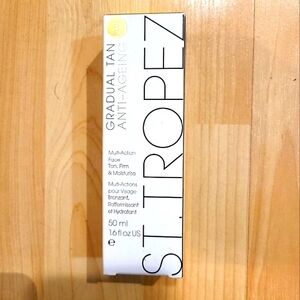 GRADUAL TAN
ANTI-AGEING
Multi-Action
Face
Tan, Firm
& Moisturise
Multi-Actions
pour Visage
Bronzant,
Raffermissant
et Hydratant
50 ml
1.6 fl oz US
e
ST.TROPEZ